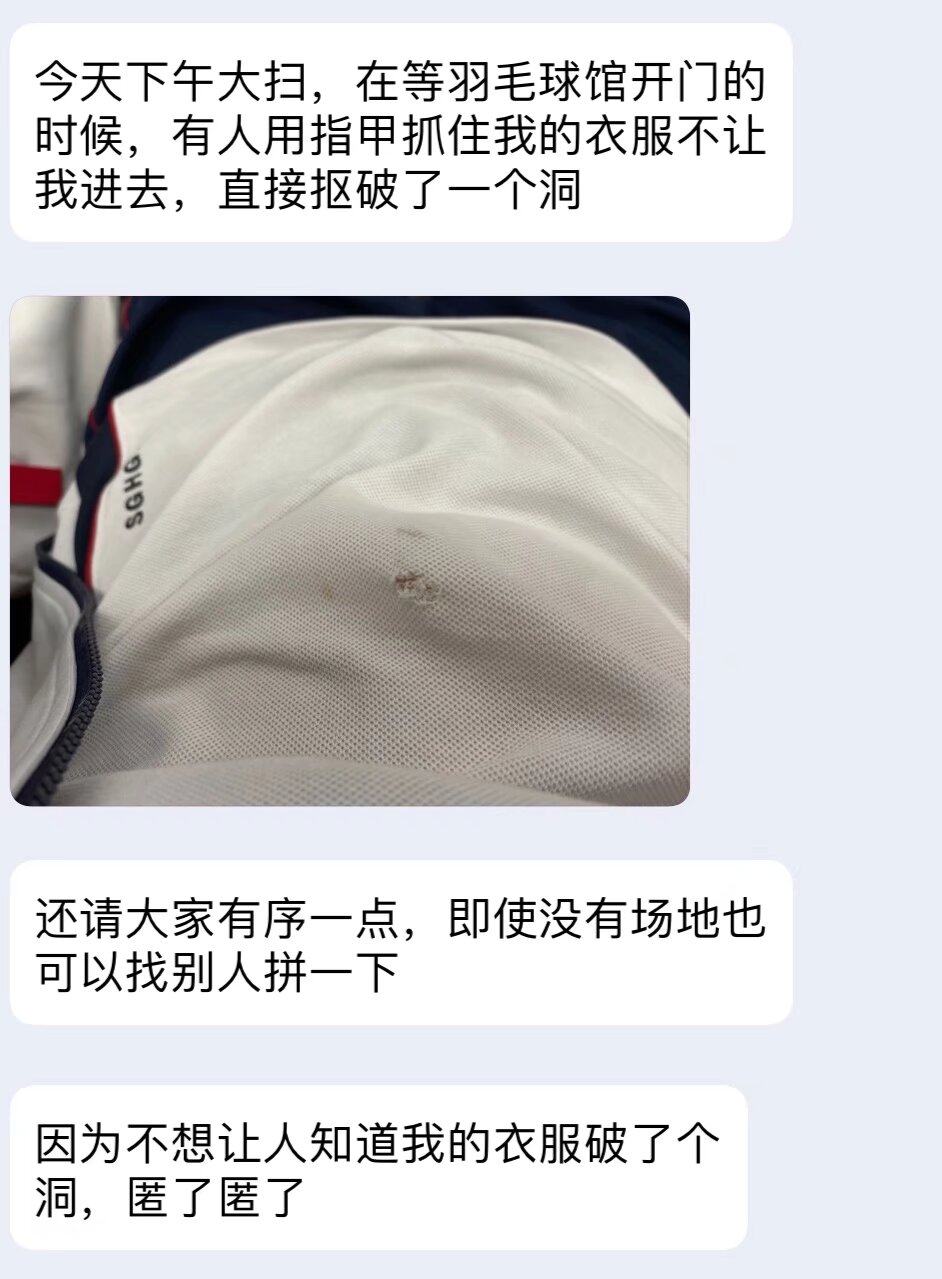 今天下午大扫，在等羽毛球馆开门的
时候，有人用指甲抓住我的衣服不让
我进去，直接抠破了一个洞
SGHG
还请大家有序一点，即使没有场地也
可以找别人拼一下
因为不想让人知道我的衣服破了个
洞，匿了匿了